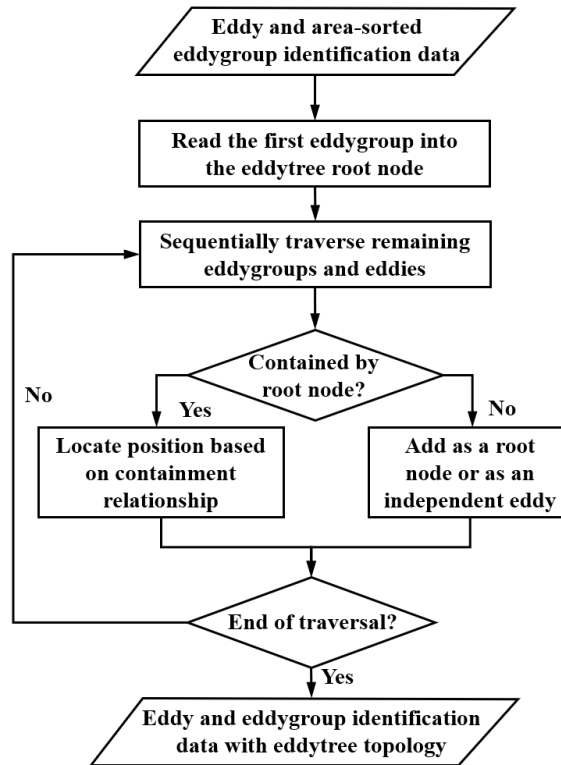 Eddy and area-sorted
eddygroup identification data
Read the first eddygroup into
the eddytree root node
Sequentially traverse remaining
eddygroups and eddies
Contained by
root node?
No
Yes
No
Locate position based
on containment
relationship
Add as a root
node or as an
independent eddy
End of traversal?
Yes
Eddy and eddygroup identification
data with eddytree topology